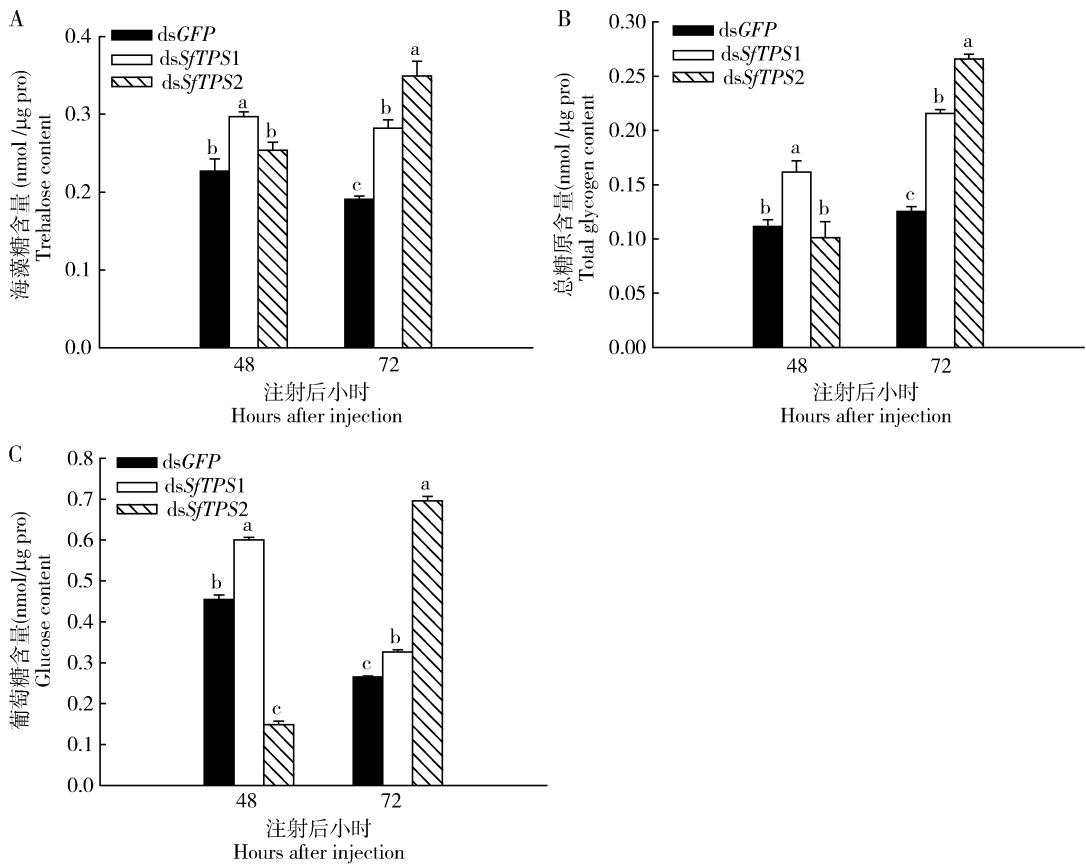 A
海藻糖含量 (nmol /μg pro)
Trehalose content
0.4
0.3
0.2
0.1
0.0
dsGFP
dsSfTPS1
dsSfTPS2
b
a
b
c
b
a
48
72
注射后小时
Hours after injection
B
总糖原含量(nmol /μg pro)
Total glycogen content
0.30
0.25
0.20
0.15
0.10
0.05
0.00
dsGFP
dsSfTPS1
dsSfTPS2
b
a
b
c
b
a
48
72
注射后小时
Hours after injection
C
葡萄糖含量(nmol/μg pro)
Glucose content
0.8
0.7
0.6
0.5
0.4
0.3
0.2
0.1
0.0
dsGFP
dsSfTPS1
dsSfTPS2
b
a
c
c
b
a
48
72
注射后小时
Hours after injection